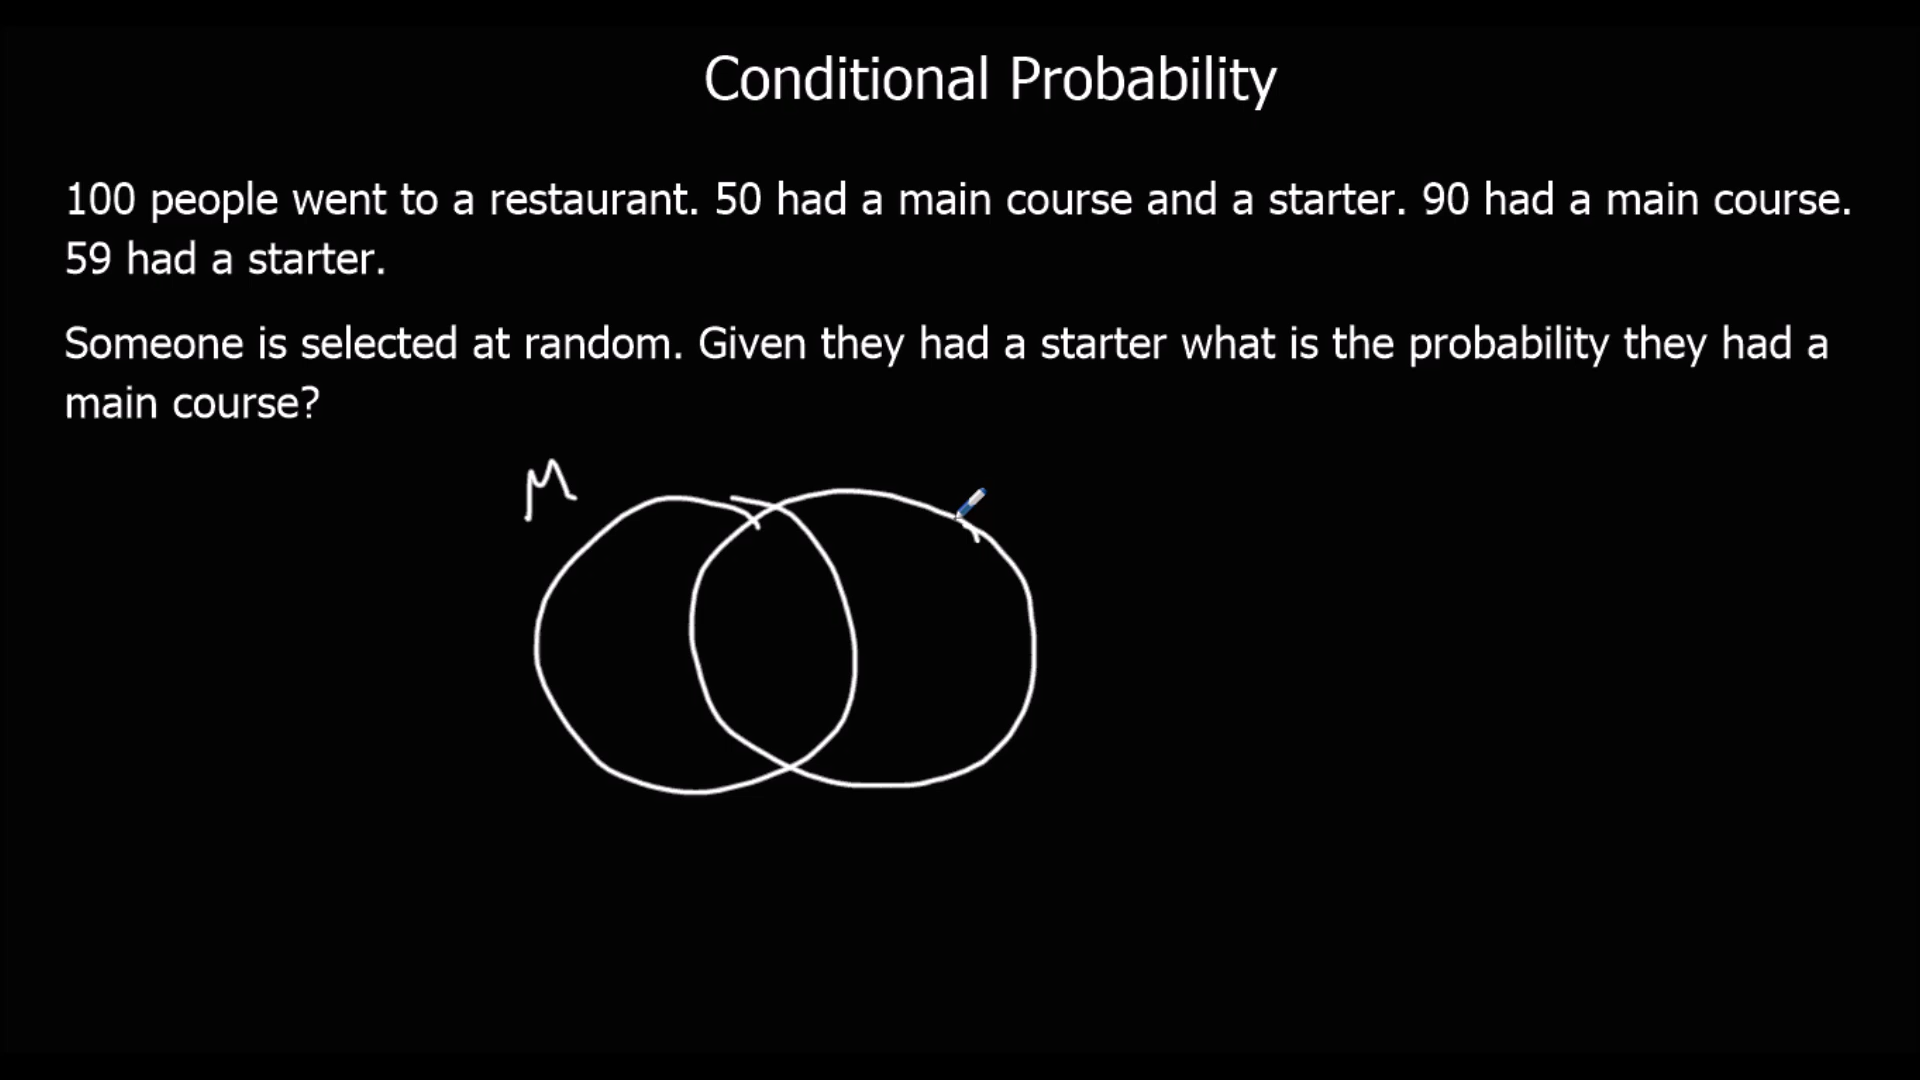 Conditional Probability
100 people went to a restaurant. 50 had a main course and a starter. 90 had a main course.
59 had a starter.
Someone is selected at random. Given they had a starter what is the probability they had a
main course?
M